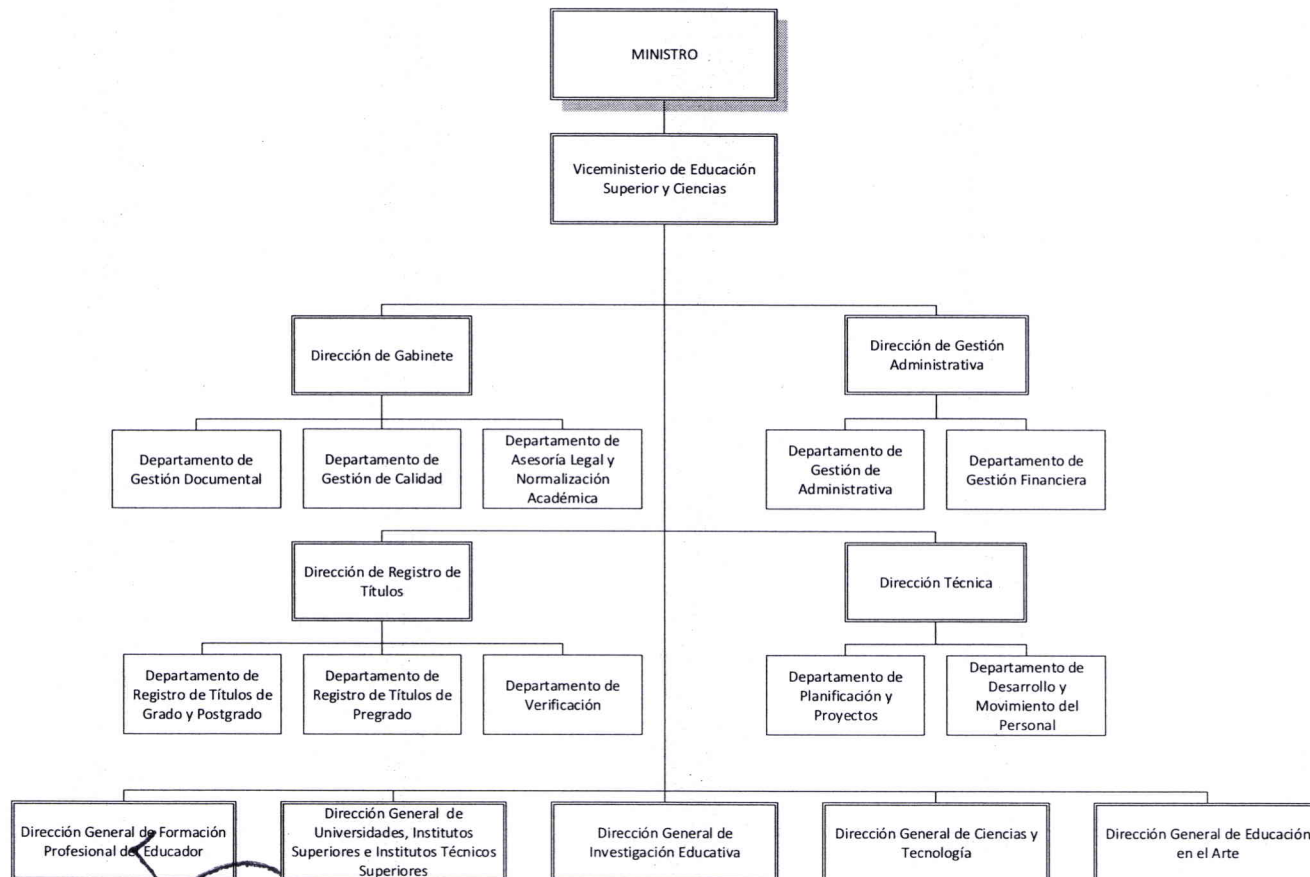 MINISTRO
Viceministerio de Educación
Superior y Ciencias
Dirección de Gabinete
Dirección de Gestión
Administrativa
Departamento de
Gestión Documental
Departamento de
Gestión de Calidad
Departamento de
Asesoría Legal y
Normalización
Académica
Departamento de
Gestión de
Administrativa
Departamento de
Gestión Financiera
Dirección de Registro de
Títulos
Dirección Técnica
Departamento de
Registro de Títulos de
Grado y Postgrado
Departamento de
Registro de Títulos de
Pregrado
Departamento de
Verificación
Departamento de
Planificación y
Proyectos
Departamento de
Desarrollo y
Movimiento del
Personal
Dirección General de Formación
Profesional del Educador
Dirección General de
Universidades, Institutos
Superiores e Institutos Técnicos
Superiores
Dirección General de
Investigación Educativa
Dirección General de Ciencias y
Tecnología
Dirección General de Educación
en el Arte